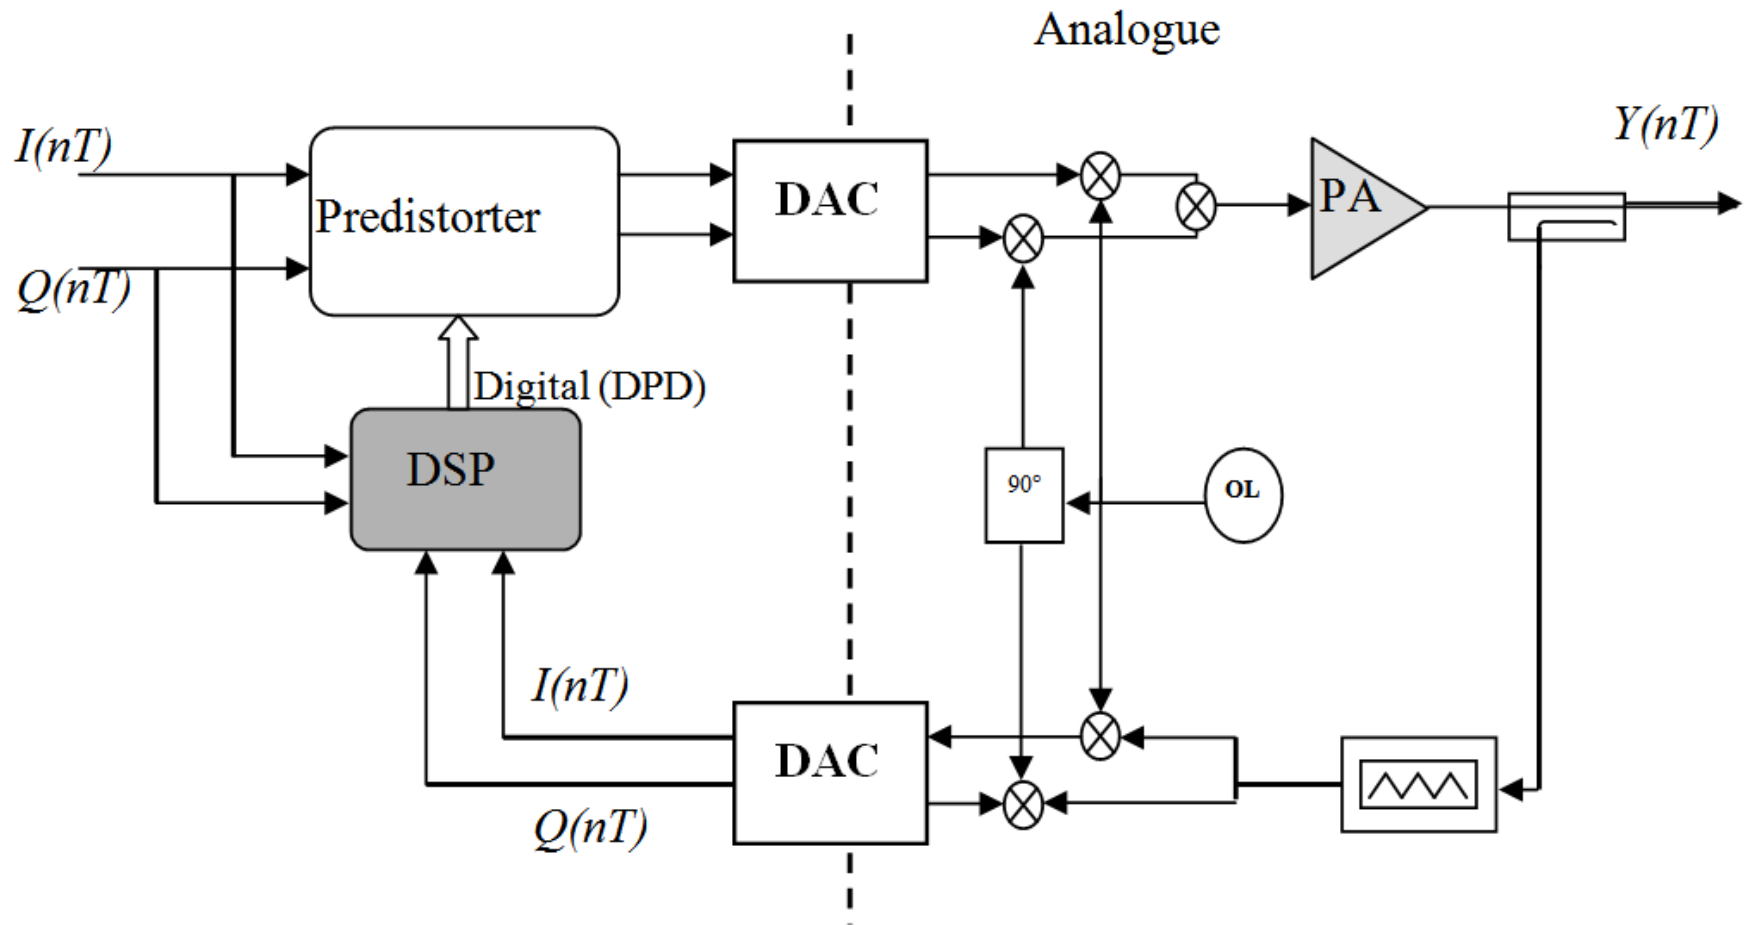 Analogue
I(nT)
Y(nT)
Predistorter
DAC
PA
Q(nT)
Digital (DPD)
DSP
90°
OL
I(nT)
DAC
Q(nT)